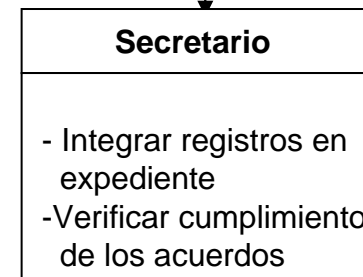 Secretario
- Integrar registros en
expediente
-Verificar cumplimiento
de los acuerdos